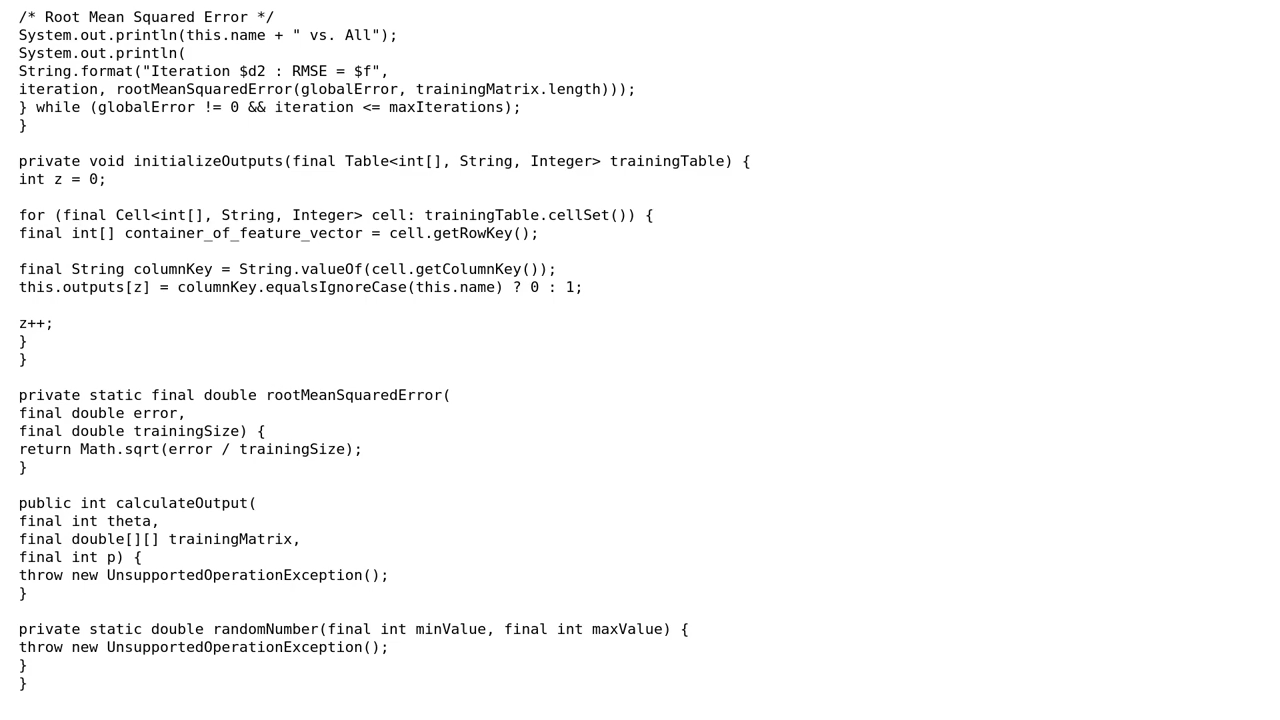 /* Root Mean Squared Error */
System.out.println(this.name + " vs. All");
System.out.println(
String.format("Iteration $d2 : RMSE = $f",
iteration, rootMeanSquaredError(globalError, trainingMatrix.length)));
} while (globalError != 0 && iteration <= maxIterations);
}
private void initializeOutputs(final Table<int[], String, Integer> trainingTable) {
int z = 0;
for (final Cell<int[], String, Integer> cell: trainingTable.cellSet()) {
final int[] container_of_feature_vector = cell.getRowKey();
final String columnKey = String.valueOf(cell.getColumnKey());
this.outputs[z] = columnKey.equalsIgnoreCase(this.name) ? 0 : 1;
z++;
}
}
private static final double rootMeanSquaredError(
final double error,
final double trainingSize) {
return Math.sqrt(error / trainingSize);
}
public int calculateOutput(
final int theta,
final double[][] trainingMatrix,
final int p) {
throw new UnsupportedOperationException();
}
private static double randomNumber(final int minValue, final int maxValue) {
throw new UnsupportedOperationException();
}
}